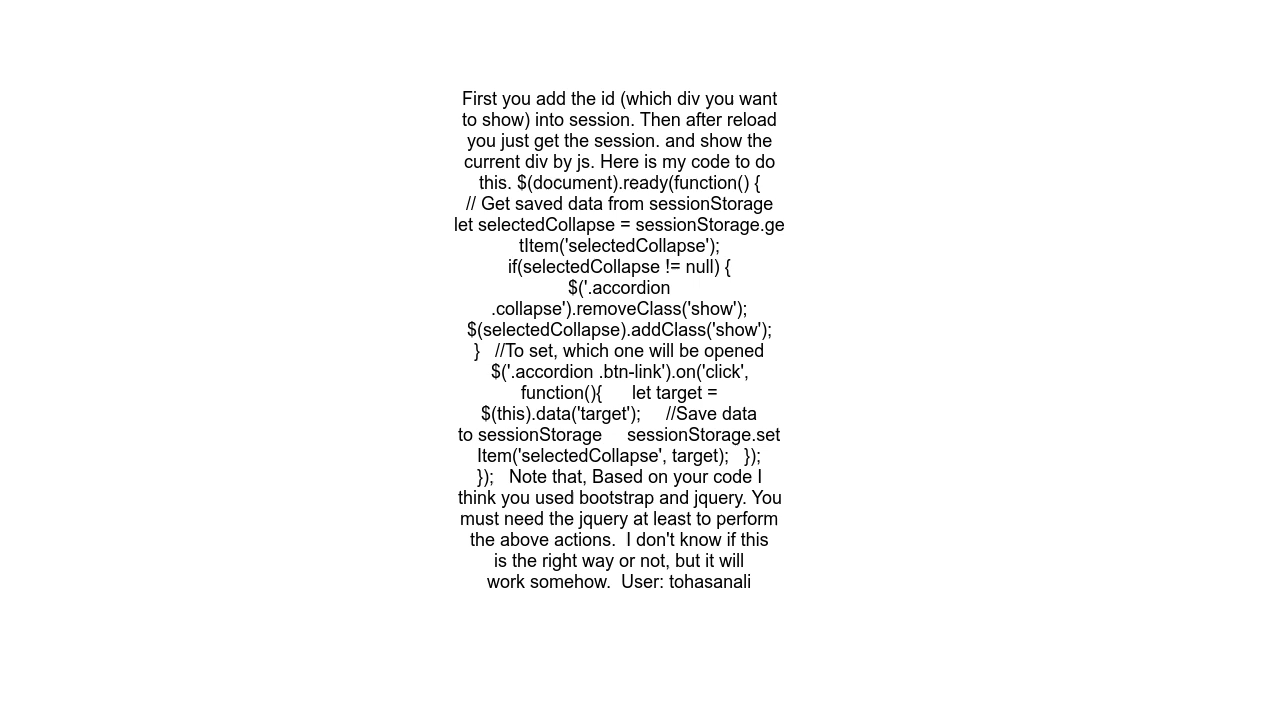 First you add the id (which div you want
to show) into session. Then after reload
you just get the session. and show the
current div by js. Here is my code to do
this. $(document).ready(function() {
// Get saved data from sessionStorage
let selectedCollapse = sessionStorage.ge
tItem('selectedCollapse');
if(selectedCollapse != null) {
$('.accordion
.collapse').removeClass('show');
$(selectedCollapse).addClass('show');
}   //To set, which one will be opened
$('.accordion .btn-link').on('click',
function(){      let target =
$(this).data('target');     //Save data
to sessionStorage     sessionStorage.set
Item('selectedCollapse', target);   });
});   Note that, Based on your code I
think you used bootstrap and jquery. You
must need the jquery at least to perform
the above actions.  I don't know if this
is the right way or not, but it will
work somehow.  User: tohasanali